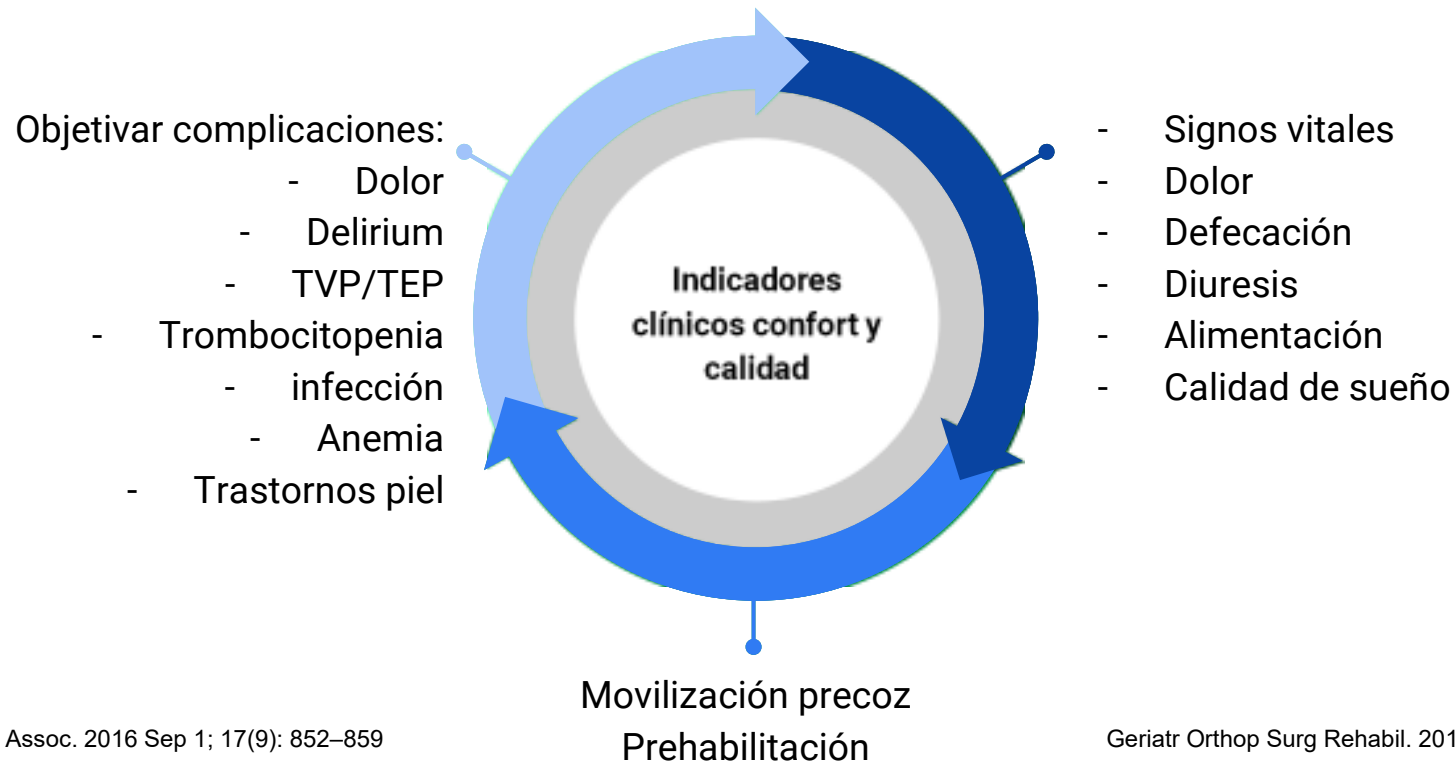 Objetivar complicaciones:
- Dolor
- Delirium
- TVP/TEP
- Trombocitopenia
- infección
- Anemia
- Trastornos piel
Indicadores
clínicos confort y
calidad
- Signos vitales
- Dolor
- Defecación
- Diuresis
- Alimentación
- Calidad de sueño
Movilización precoz
Prehabilitación
Assoc. 2016 Sep 1; 17(9): 852–859
Geriatr Orthop Surg Rehabil. 201